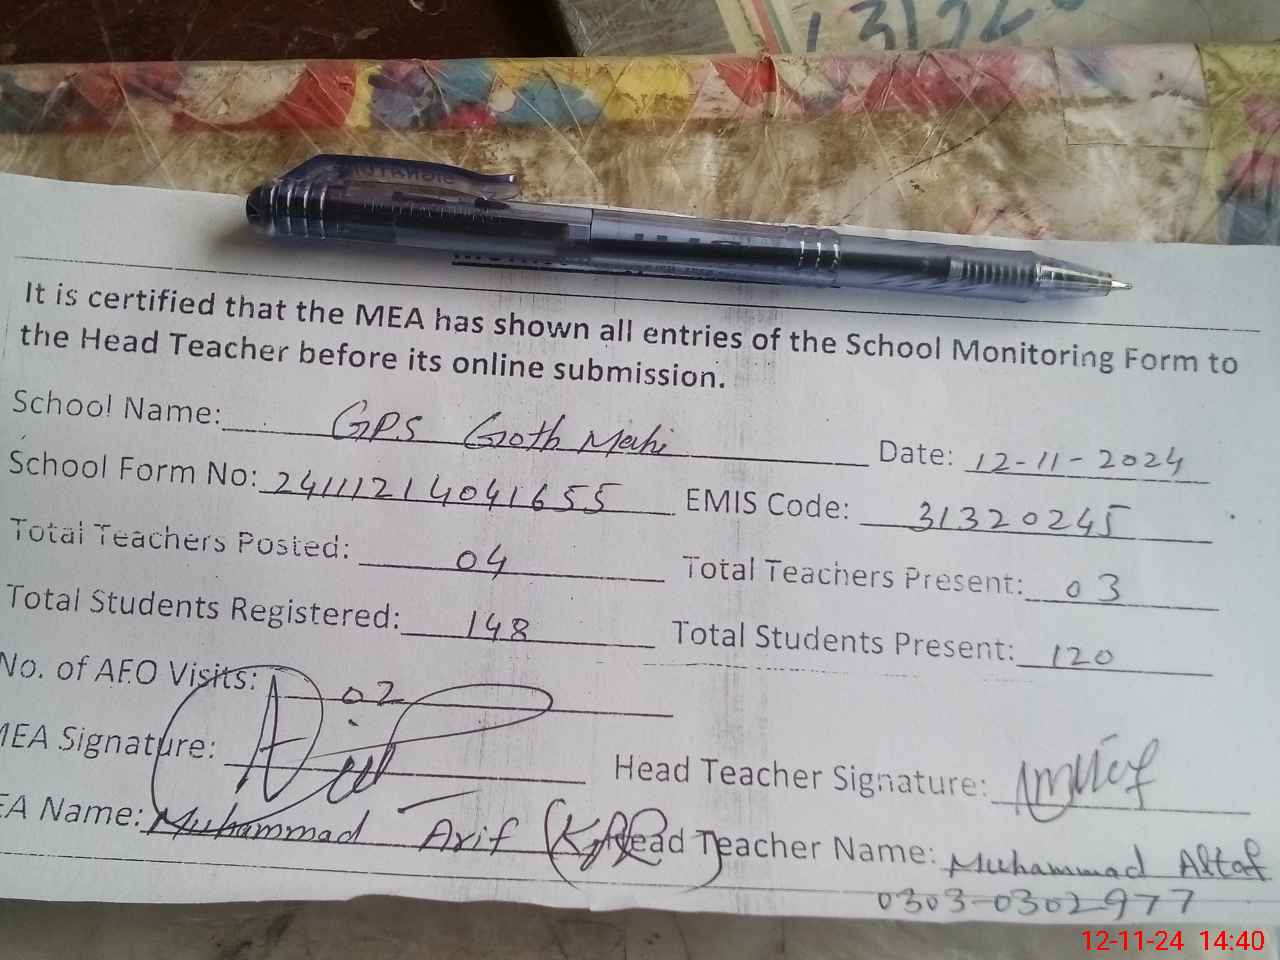 3132
SIGNATURE
It is certified that the MEA has shown all entries of the School Monitoring Form to
the Head Teacher before its online submission.
School Name: GPS Goth Mehi Date: 12-11-2024
School Form No: 24111214041655 EMIS Code: 31320245
Total Teachers Posted: 04 Total Teachers Present: 03
Total Students Registered: 148 Total Students Present: 120
No. of AEO Visits: 02
MEA Signature: Head Teacher Signature:
EA Name: Muhammad Arif Head Teacher Name: Muhammad Altaf
0303-0302977
12-11-24 14:40